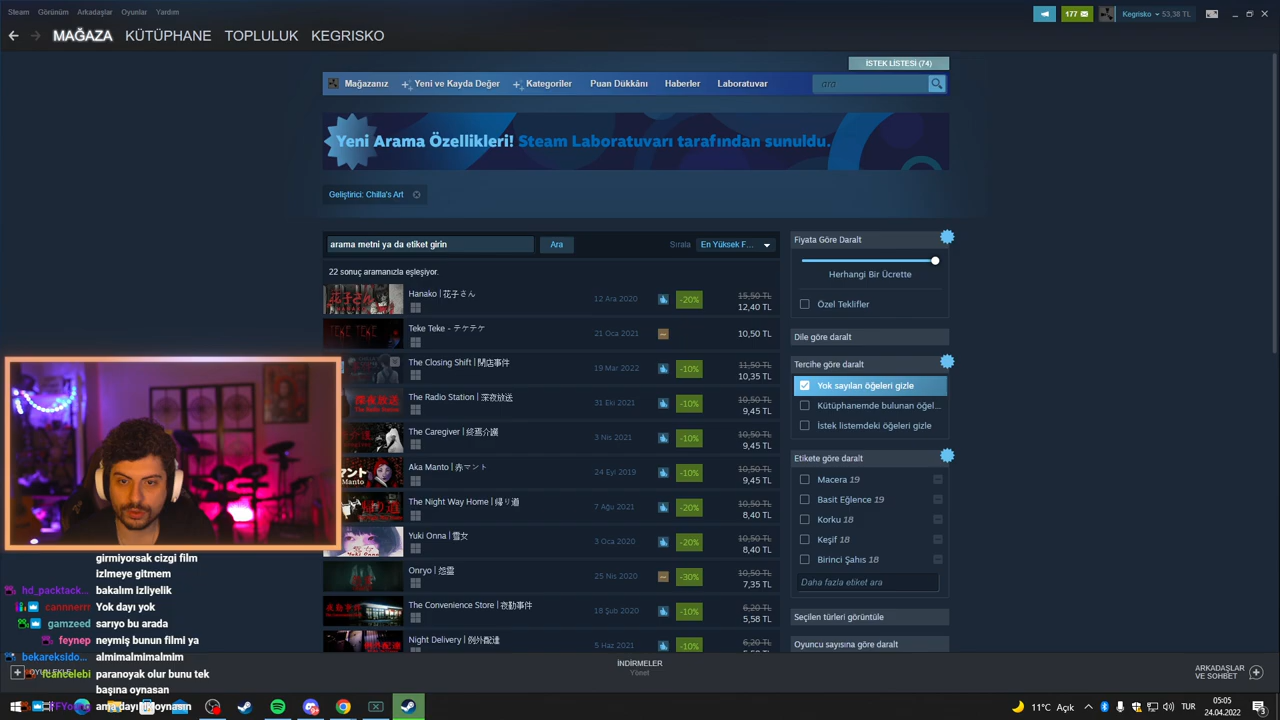 Steam Görünüm Arkadaşlar Oyunlar Yardım
177
Kegrisko 53,38 TL
MAĞAZA KÜTÜPHANE TOPLULUK KEGRISKO
İSTEK LİSTESİ (74)
Mağazanız Yeni ve Kayda Değer Kategoriler Puan Dükkânı Haberler Laboratuvar
ara
Yeni Arama Özellikleri! Steam Laboratuvarı tarafından sunuldu.
Geliştirici: Chilla's Art
arama metni ya da etiket girin
Ara
Sırala En Yüksek F...
22 sonuç aramanızla eşleşiyor.
Hanako | 花子さん 12 Ara 2020 -20% 15,50 TL 12,40 TL
Teke Teke - テケテケ 21 Oca 2021 10,50 TL
The Closing Shift | 閉店事件 19 Mar 2022 -10% 11,50 TL 10,35 TL
The Radio Station | 深夜放送 31 Eki 2021 -10% 10,50 TL 9,45 TL
The Caregiver | 終焉介護 3 Nis 2021 -10% 10,50 TL 9,45 TL
Aka Manto | 赤マント 24 Eyl 2019 -10% 10,50 TL 9,45 TL
The Night Way Home | 帰り道 7 Ağu 2021 -20% 10,50 TL 8,40 TL
Yuki Onna | 雪女 3 Oca 2020 -20% 10,50 TL 8,40 TL
Onryo | 怨霊 25 Nis 2020 -30% 10,50 TL 7,35 TL
The Convenience Store | 夜勤事件 18 Şub 2020 -10% 6,20 TL 5,58 TL
Night Delivery | 例外配達 5 Haz 2021 -10% 6,20 TL
Fiyata Göre Daralt
Herhangi Bir Ücrette
Özel Teklifler
Dile göre daralt
Tercihe göre daralt
Yok sayılan öğeleri gizle
Kütüphanemde bulunan öğel...
İstek listemdeki öğeleri gizle
Etikete göre daralt
Macera 19
Basit Eğlence 19
Korku 18
Keşif 18
Birinci Şahıs 18
Daha fazla etiket ara
Seçilen türleri görüntüle
Oyuncu sayısına göre daralt
girmiyorsak cizgi film
izlmeye gitmem
hd_packtack... bakalım izliyelik
cannnerrr Yok dayı yok
gamzeed sarıyo bu arada
feynep neymiş bunun filmi ya
bekareksido... almimalmimalmim
fcancelebi paranoyak olur bunu tek
başına oynasan
ama dayı
oynasın
İNDİRMELER
Yönet
ARKADAŞLAR
VE SOHBET
11°C Açık
TUR
05:05
24.04.2022